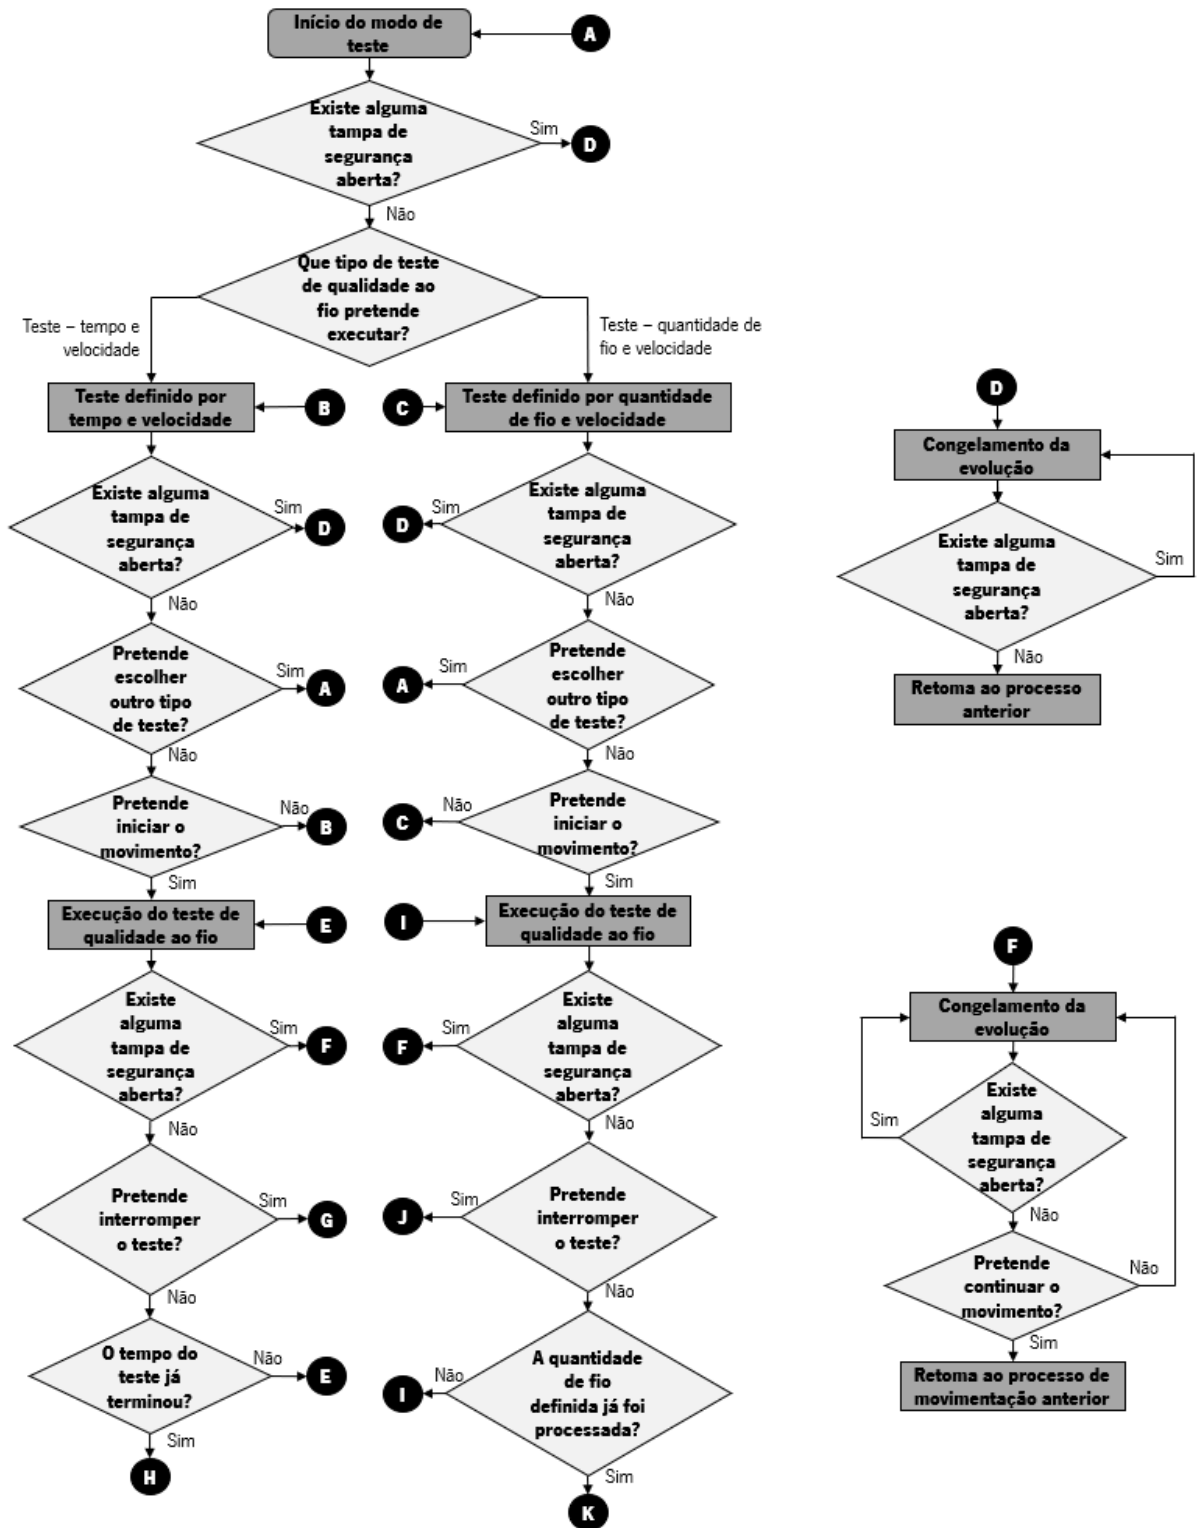 Início do modo de
teste
A
Existe alguma
tampa de
segurança
aberta?
Sim
D
Não
Que tipo de teste
de qualidade ao
fio pretende
executar?
Teste – tempo e
velocidade
Teste – quantidade de
fio e velocidade
Teste definido por
tempo e velocidade
B
Existe alguma
tampa de
segurança
aberta?
Sim
D
Não
Pretende
escolher
outro tipo
de teste?
Sim
A
Não
Pretende
iniciar o
movimento?
Não
B
Sim
Execução do teste de
qualidade ao fio
E
Existe
alguma
tampa de
segurança
aberta?
Sim
F
Não
Pretende
interromper
o teste?
Sim
G
Não
O tempo do
teste já
terminou?
Não
E
Sim
H
C
Teste definido por quantidade
de fio e velocidade
Existe alguma
tampa de
segurança
aberta?
Sim
D
Não
Pretende
escolher
outro tipo
de teste?
Sim
A
Não
Pretende
iniciar o
movimento?
Não
C
Sim
I
Execução do teste de
qualidade ao fio
Existe
alguma
tampa de
segurança
aberta?
Sim
F
Não
Pretende
interromper
o teste?
Sim
J
Não
A quantidade
de fio
definida já foi
processada?
Não
I
Sim
K
D
Congelamento da
evolução
Existe alguma
tampa de
segurança
aberta?
Sim
Não
Retoma ao processo
anterior
F
Congelamento da
evolução
Existe
alguma
tampa de
segurança
aberta?
Sim
Não
Pretende
continuar o
movimento?
Não
Sim
Retoma ao processo de
movimentação anterior